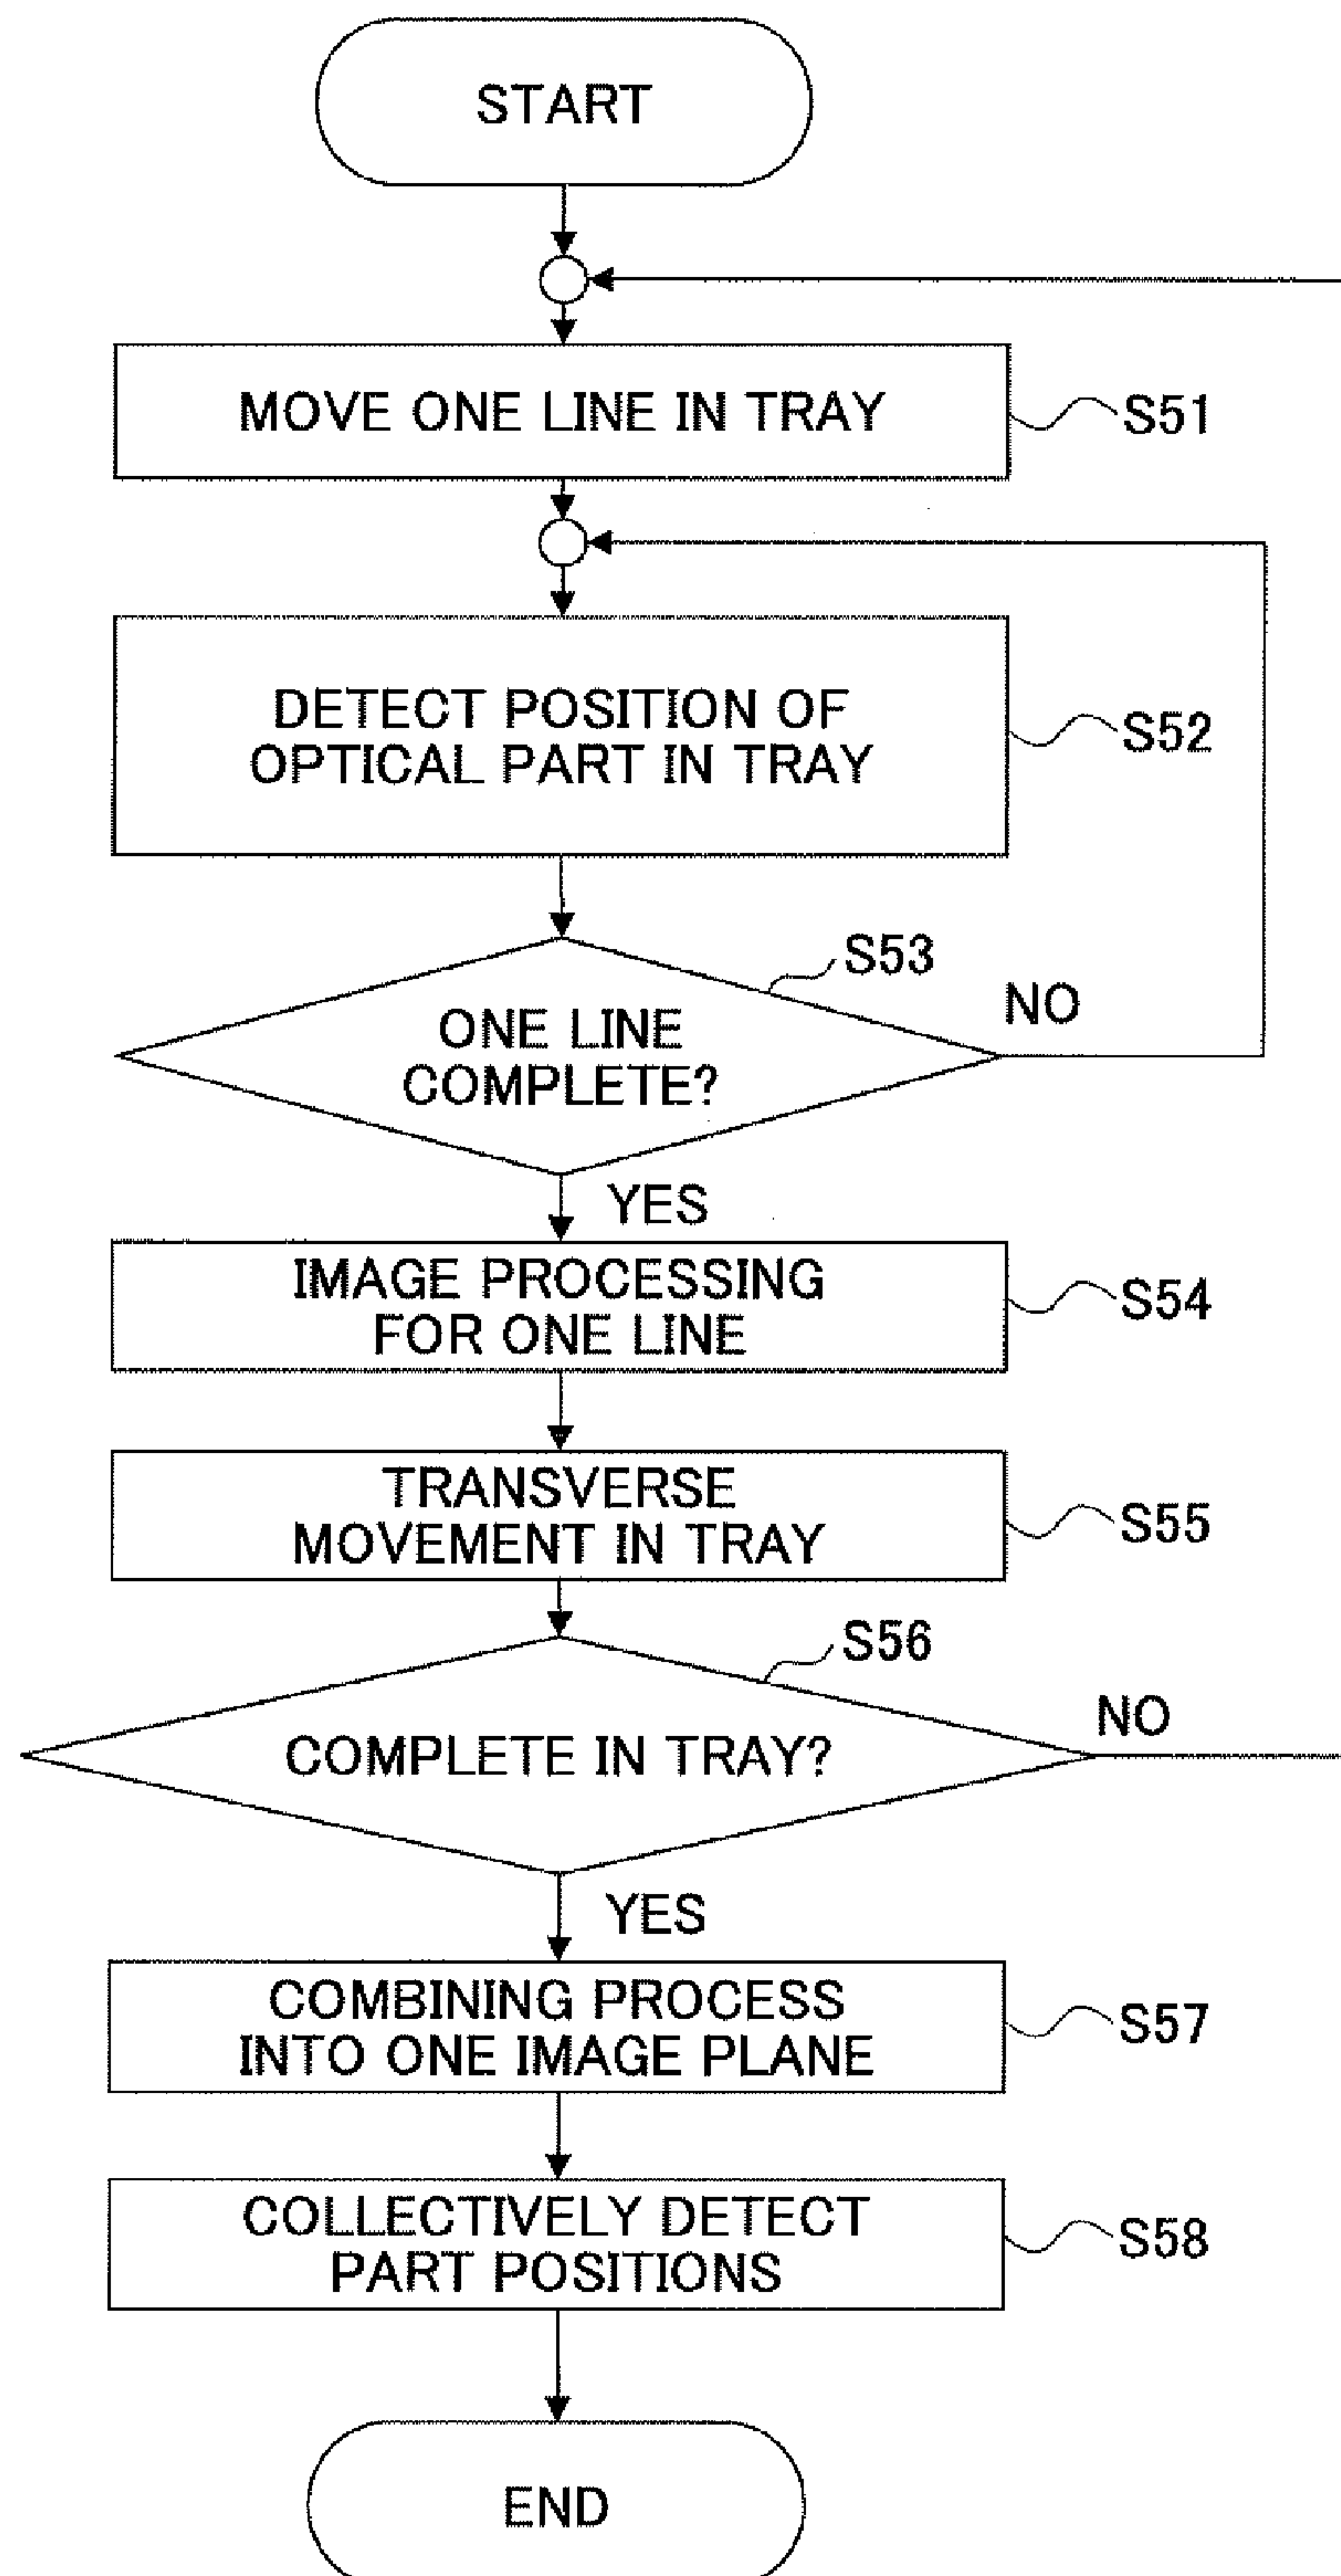 START
MOVE ONE LINE IN TRAY
S51
DETECT POSITION OF
OPTICAL PART IN TRAY
S52
S53
ONE LINE
COMPLETE?
NO
YES
IMAGE PROCESSING
FOR ONE LINE
S54
TRANSVERSE
MOVEMENT IN TRAY
S55
S56
COMPLETE IN TRAY?
NO
YES
COMBINING PROCESS
INTO ONE IMAGE PLANE
S57
COLLECTIVELY DETECT
PART POSITIONS
S58
END